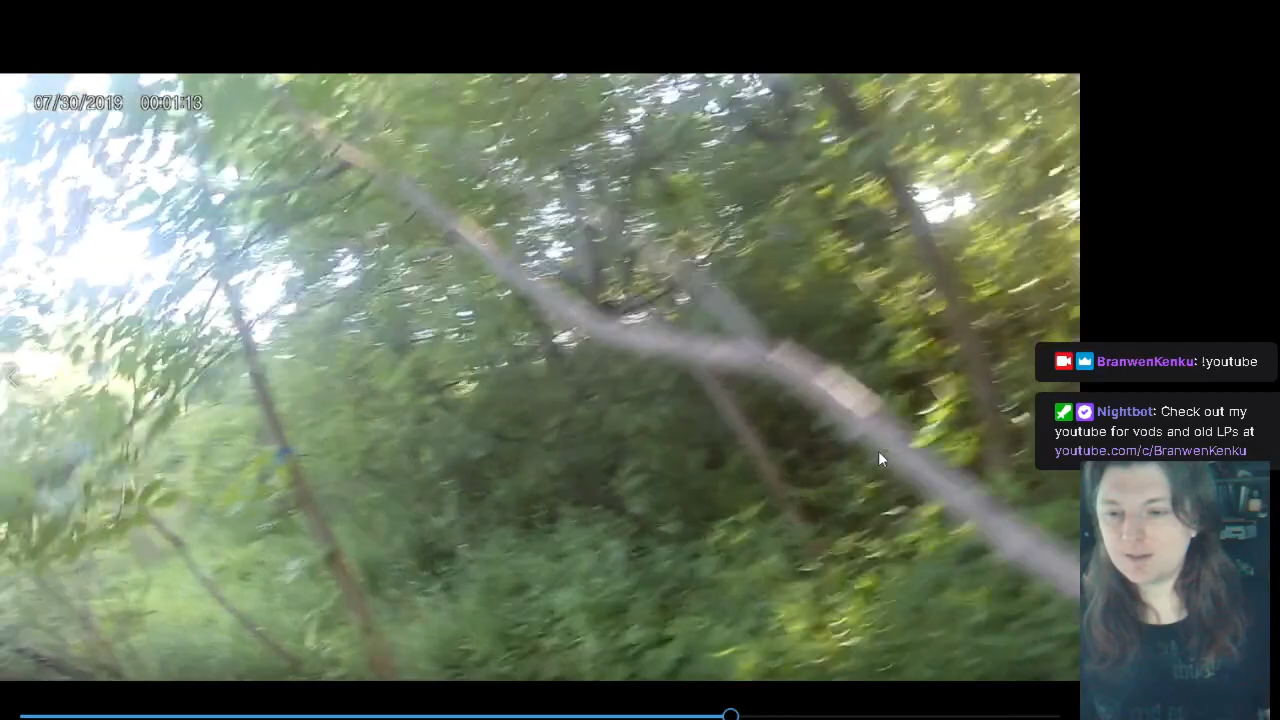 07/30/2019 00:01:13
BranwenKenku: !youtube
Nightbot: Check out my
youtube for vods and old LPs at
youtube.com/c/BranwenKenku